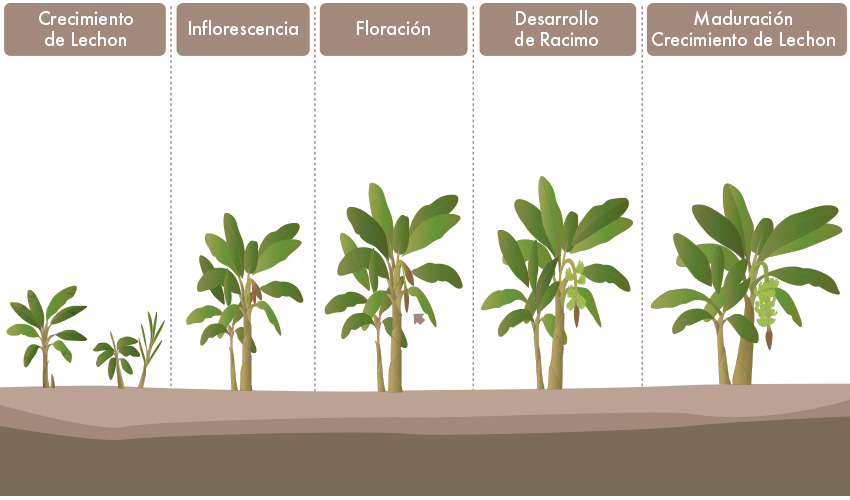 Crecimiento
de Lechon
Inflorescencia
Floración
Desarrollo
de Racimo
Maduración
Crecimiento de Lechon